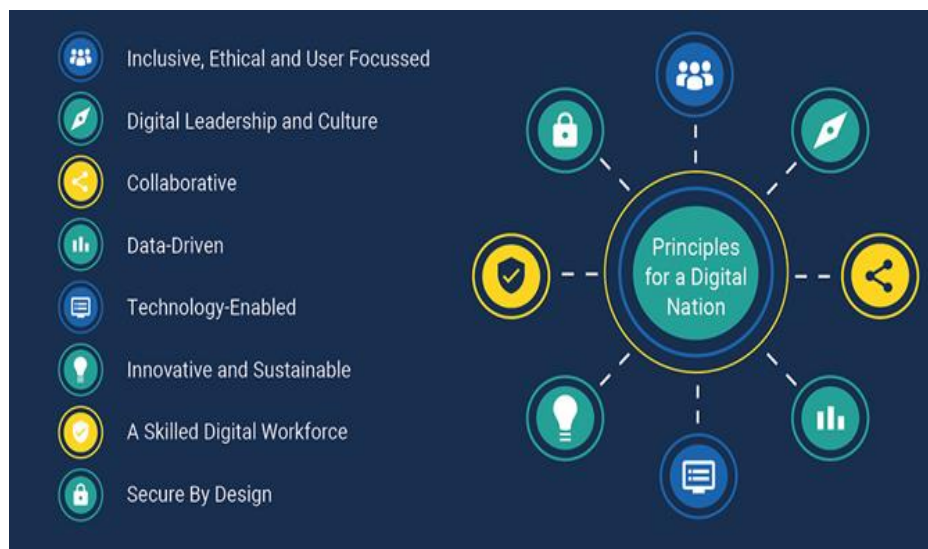 Inclusive, Ethical and User Focussed
Digital Leadership and Culture
Collaborative
Data-Driven
Technology-Enabled
Innovative and Sustainable
A Skilled Digital Workforce
Secure By Design
Principles
for a Digital
Nation